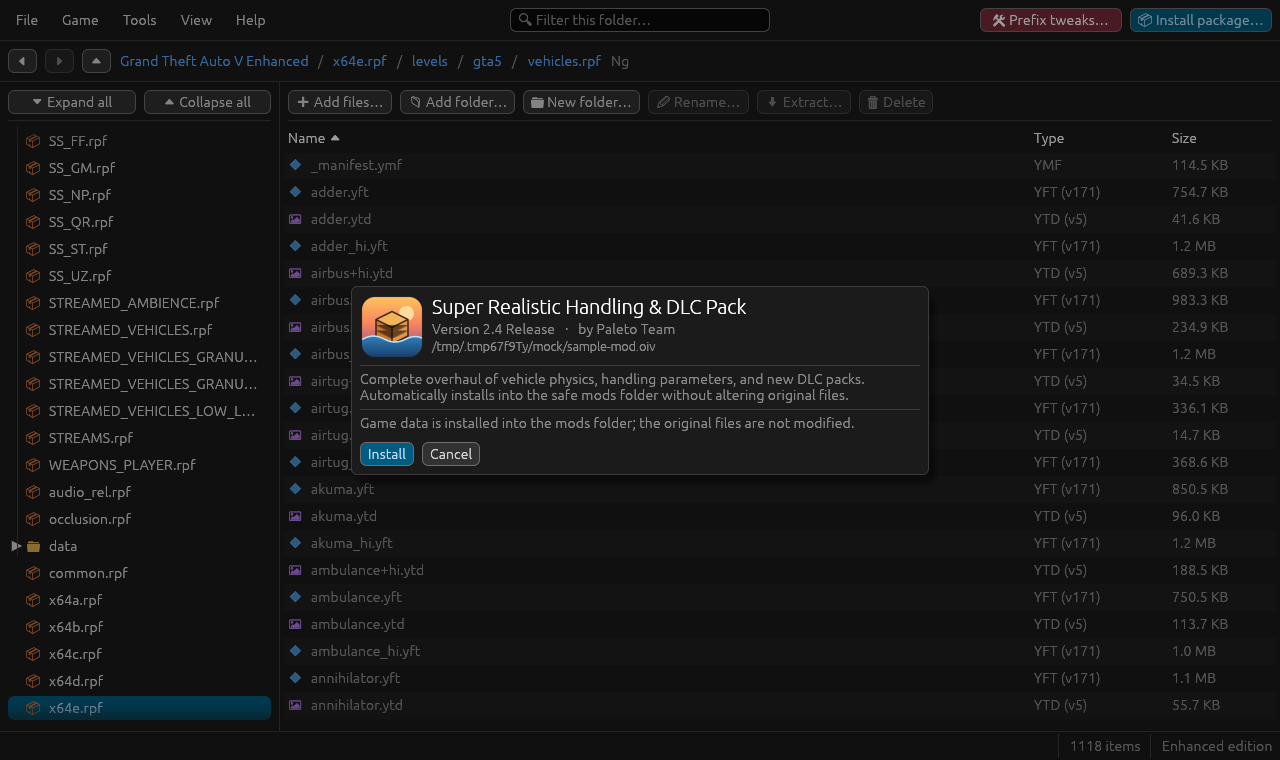 File Game Tools View Help Filter this folder… Prefix tweaks… Install package…
Grand Theft Auto V Enhanced / x64e.rpf / levels / gta5 / vehicles.rpf Ng
Expand all Collapse all Add files… Add folder… New folder… Rename… Extract… Delete
Name Type Size
SS_FF.rpf
SS_GM.rpf
SS_NP.rpf
SS_QR.rpf
SS_ST.rpf
SS_UZ.rpf
STREAMED_AMBIENCE.rpf
STREAMED_VEHICLES.rpf
STREAMED_VEHICLES_GRANU…
STREAMED_VEHICLES_GRANU…
STREAMED_VEHICLES_LOW_L…
STREAMS.rpf
WEAPONS_PLAYER.rpf
audio_rel.rpf
occlusion.rpf
data
common.rpf
x64a.rpf
x64b.rpf
x64c.rpf
x64d.rpf
x64e.rpf
_manifest.ymf YMF 114.5 KB
adder.yft YFT (v171) 754.7 KB
adder.ytd YTD (v5) 41.6 KB
adder_hi.yft YFT (v171) 1.2 MB
airbus+hi.ytd YTD (v5) 689.3 KB
airbus. YFT (v171) 983.3 KB
airbus. YTD (v5) 234.9 KB
airbus_ YFT (v171) 1.2 MB
airtug+ YTD (v5) 34.5 KB
airtug. YFT (v171) 336.1 KB
airtug. YTD (v5) 14.7 KB
airtug_ YFT (v171) 368.6 KB
akuma.yft YFT (v171) 850.5 KB
akuma.ytd YTD (v5) 96.0 KB
akuma_hi.yft YFT (v171) 1.2 MB
ambulance+hi.ytd YTD (v5) 188.5 KB
ambulance.yft YFT (v171) 750.5 KB
ambulance.ytd YTD (v5) 113.7 KB
ambulance_hi.yft YFT (v171) 1.0 MB
annihilator.yft YFT (v171) 1.1 MB
annihilator.ytd YTD (v5) 55.7 KB
Super Realistic Handling & DLC Pack
Version 2.4 Release · by Paleto Team
/tmp/.tmp67f9Ty/mock/sample-mod.oiv
Complete overhaul of vehicle physics, handling parameters, and new DLC packs.
Automatically installs into the safe mods folder without altering original files.
Game data is installed into the mods folder; the original files are not modified.
Install Cancel
1118 items Enhanced edition